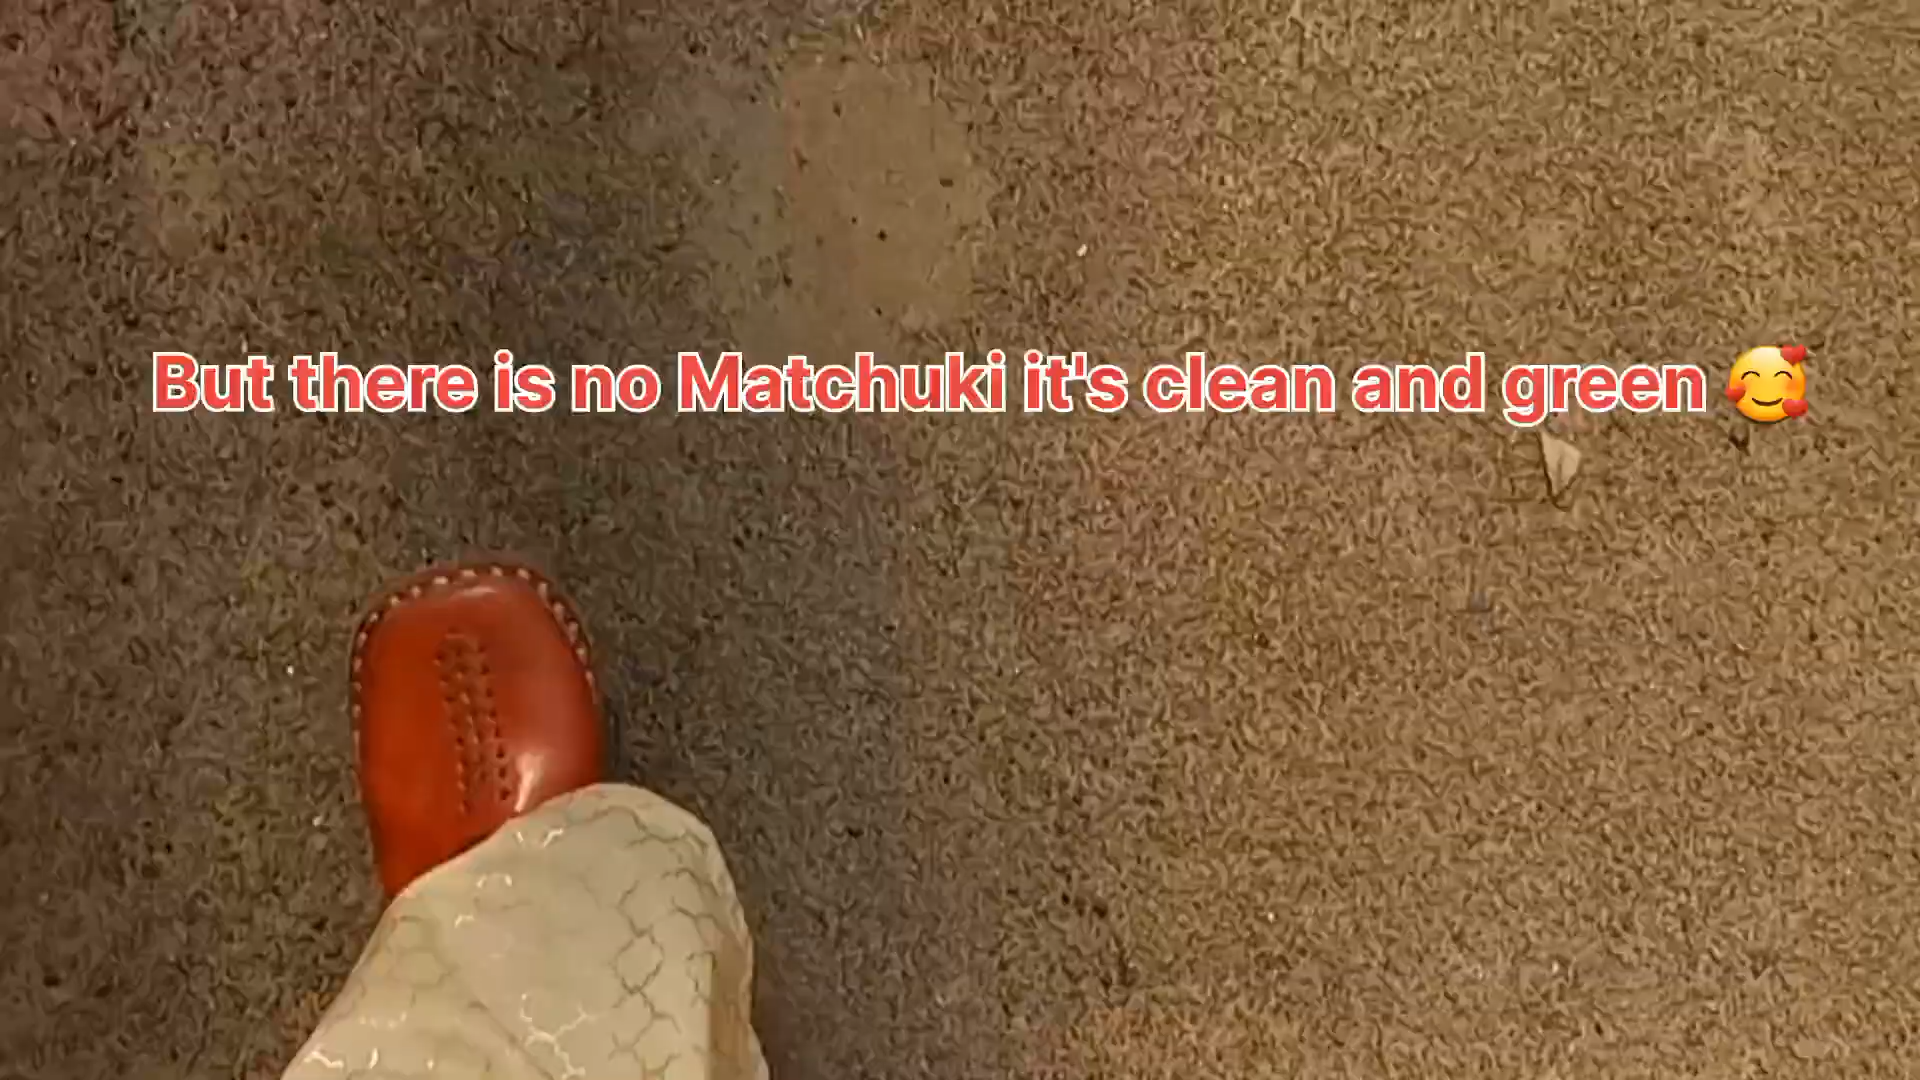 But there is no Matchuki it's clean and green 🥰